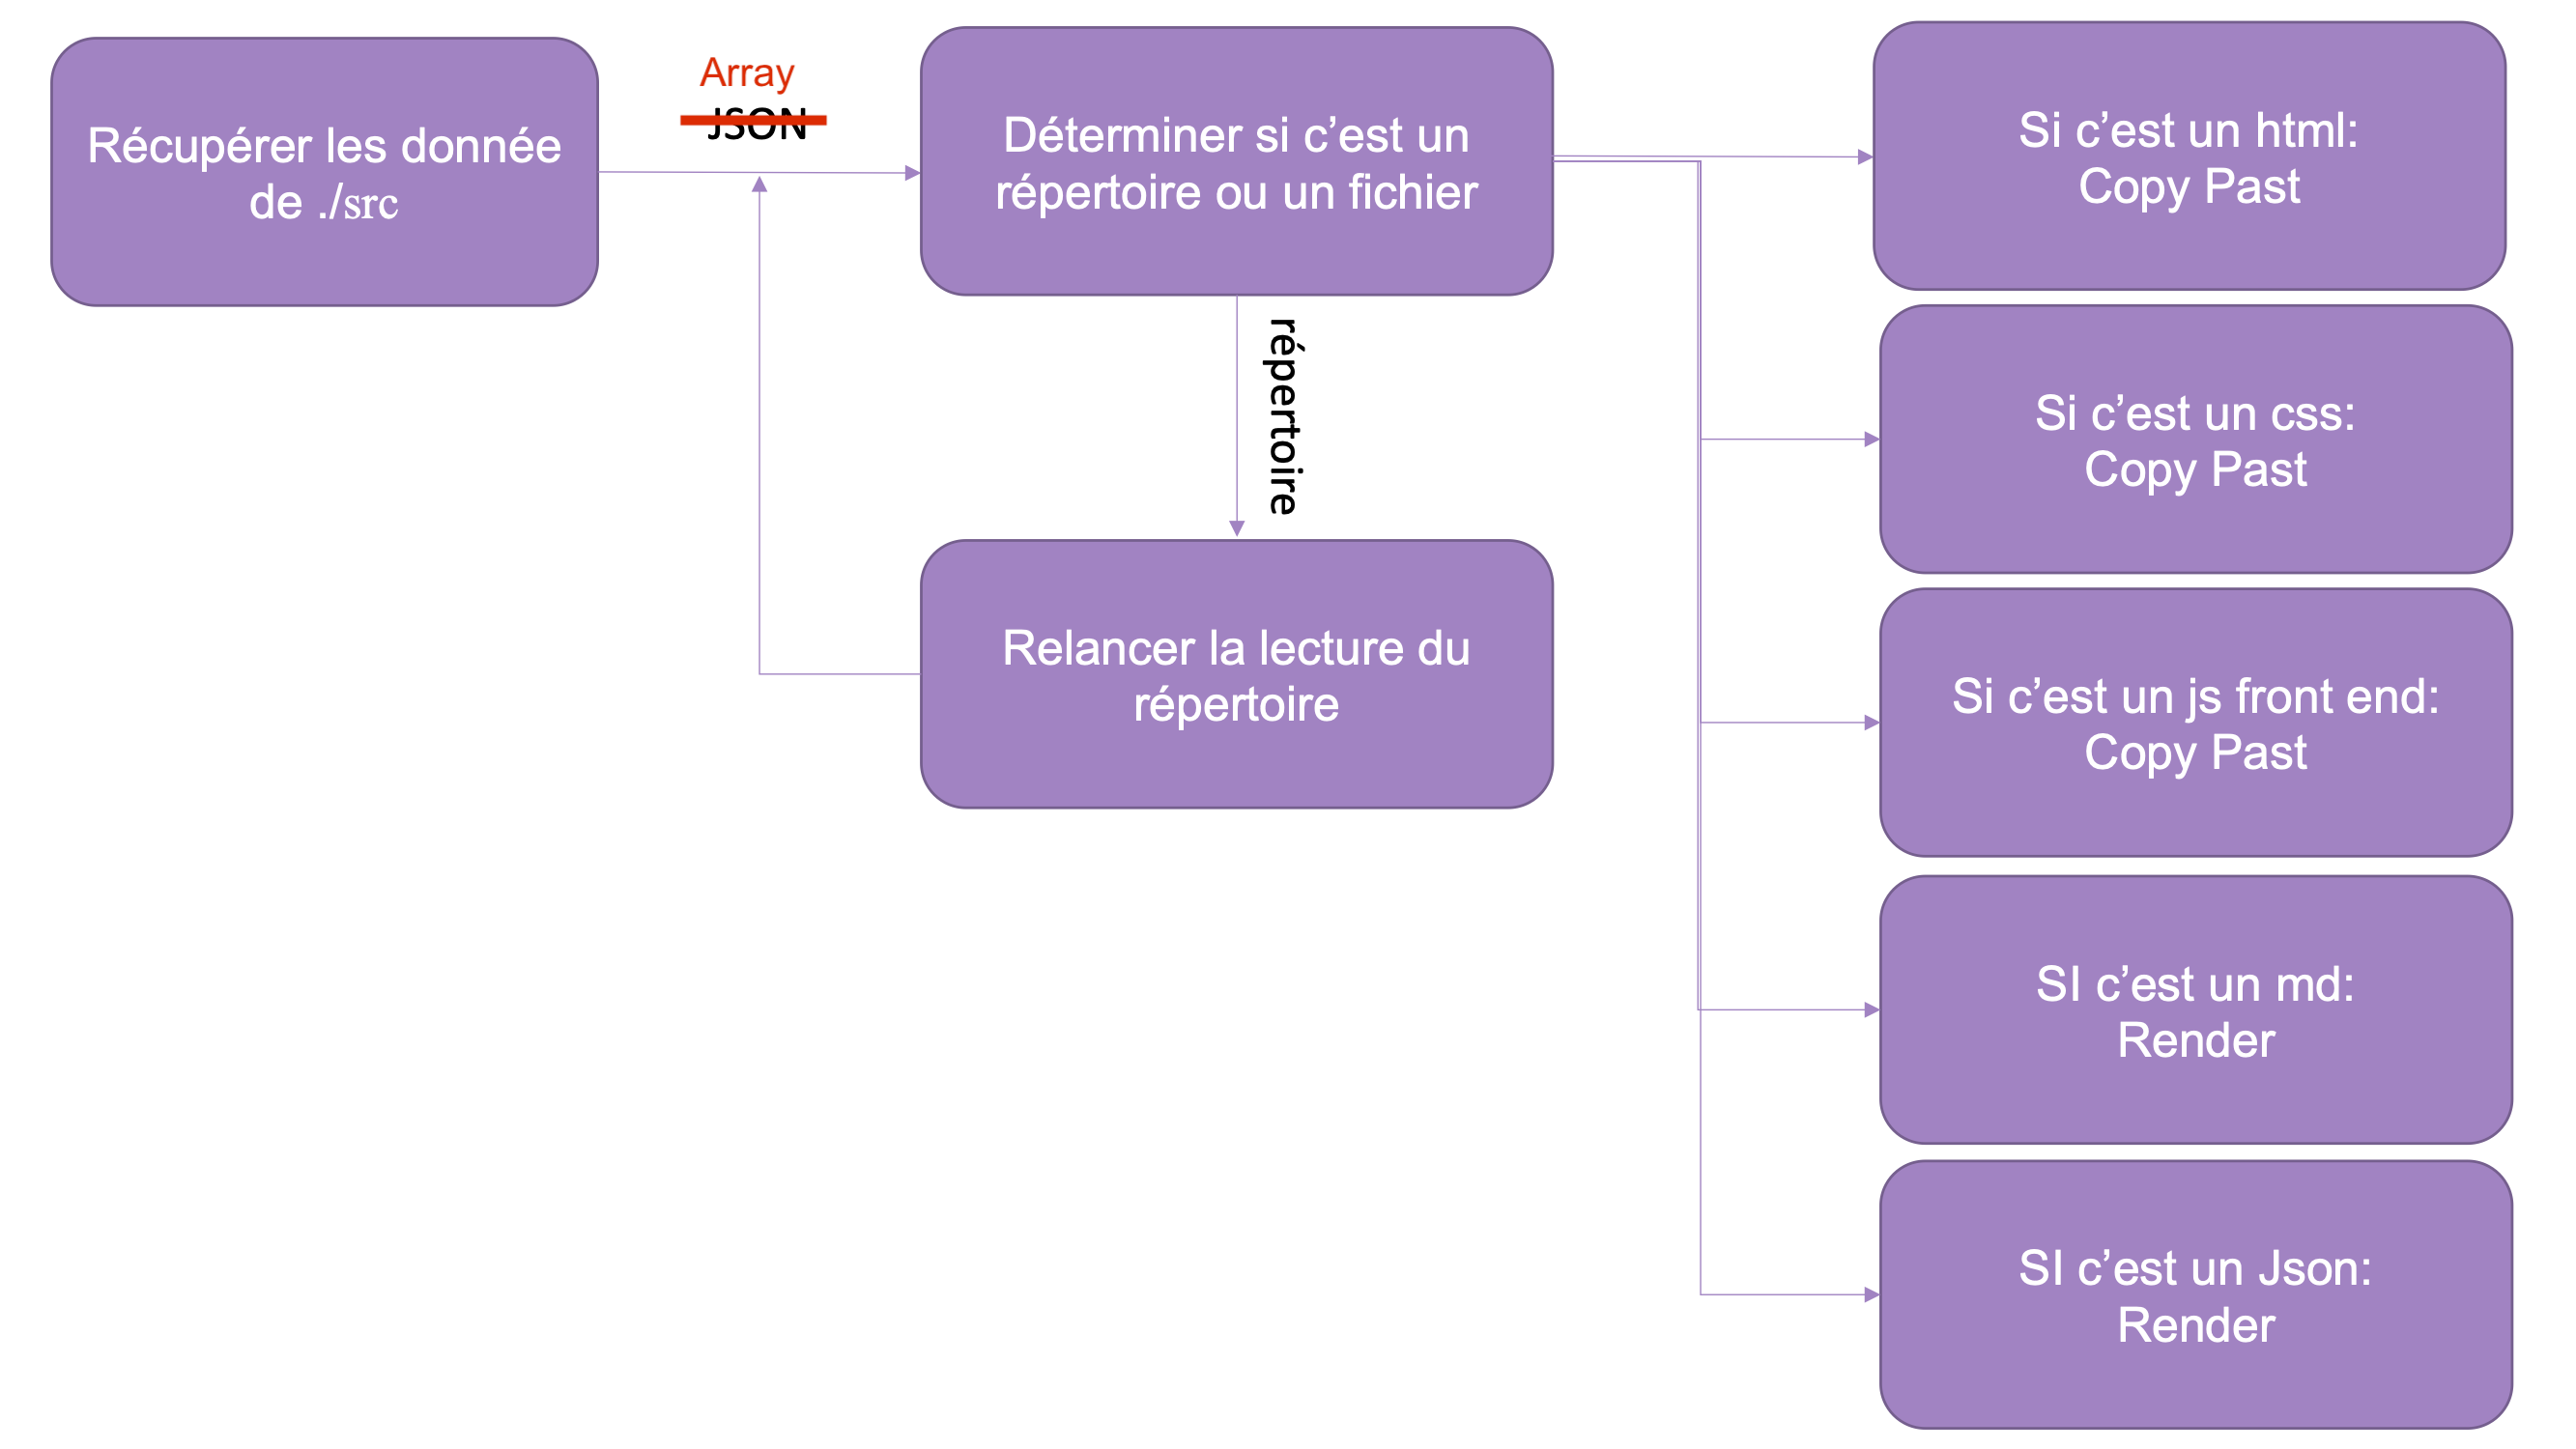 Récupérer les donnée
de ./src
Array
JSON
Déterminer si c’est un
répertoire ou un fichier
répertoire
Relancer la lecture du
répertoire
Si c’est un html:
Copy Past
Si c’est un css:
Copy Past
Si c’est un js front end:
Copy Past
SI c’est un md:
Render
SI c’est un Json:
Render